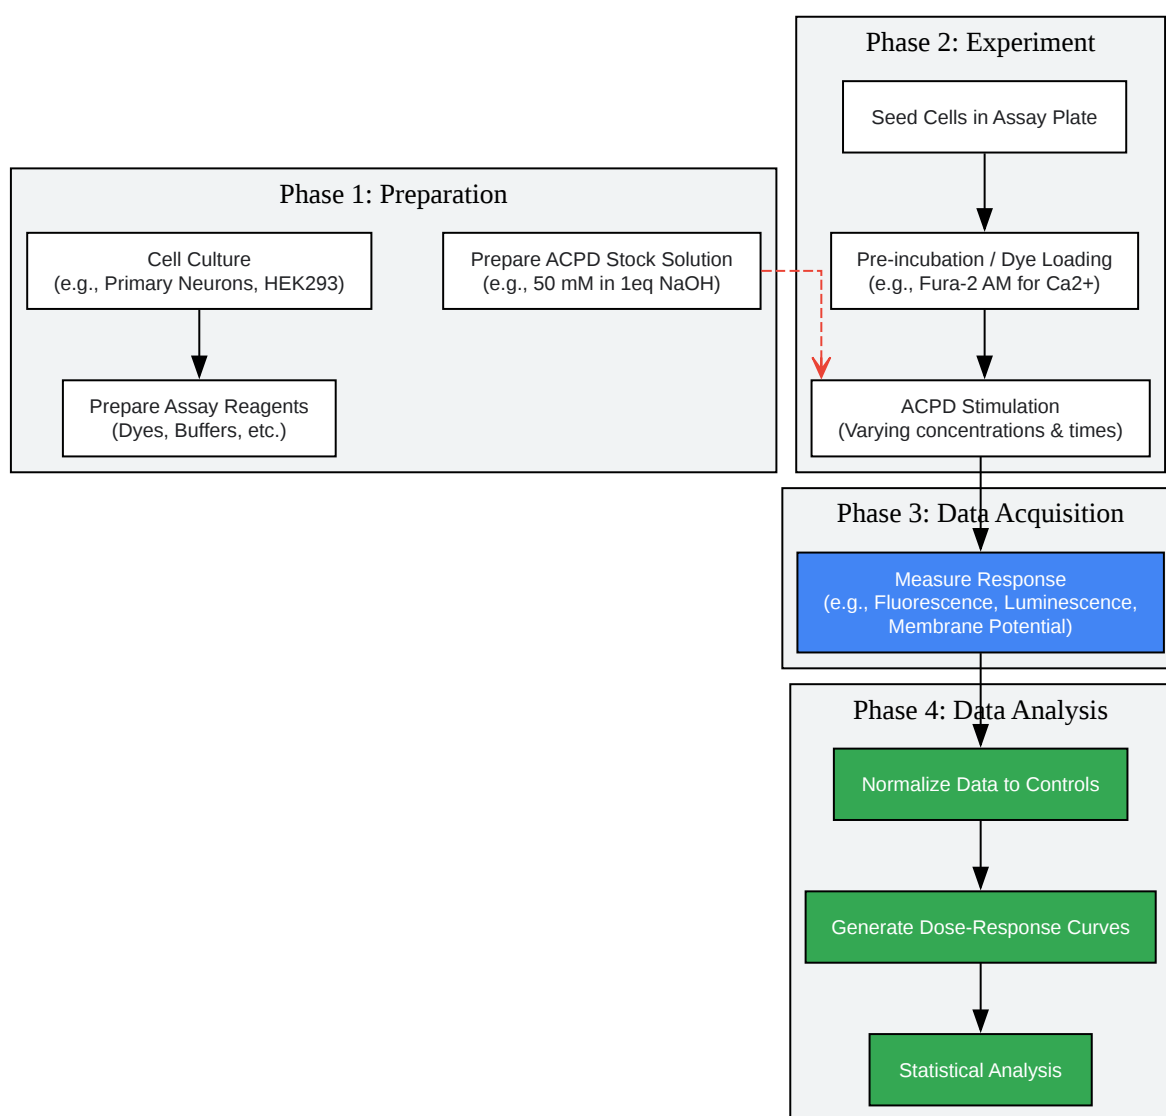 Phase 1: Preparation
Cell Culture
(e.g., Primary Neurons, HEK293)
Prepare ACPD Stock Solution
(e.g., 50 mM in 1eq NaOH)
Prepare Assay Reagents
(Dyes, Buffers, etc.)
Phase 2: Experiment
Seed Cells in Assay Plate
Pre-incubation / Dye Loading
(e.g., Fura-2 AM for Ca2+)
ACPD Stimulation
(Varying concentrations & times)
Phase 3: Data Acquisition
Measure Response
(e.g., Fluorescence, Luminescence,
Membrane Potential)
Phase 4: Data Analysis
Normalize Data to Controls
Generate Dose-Response Curves
Statistical Analysis